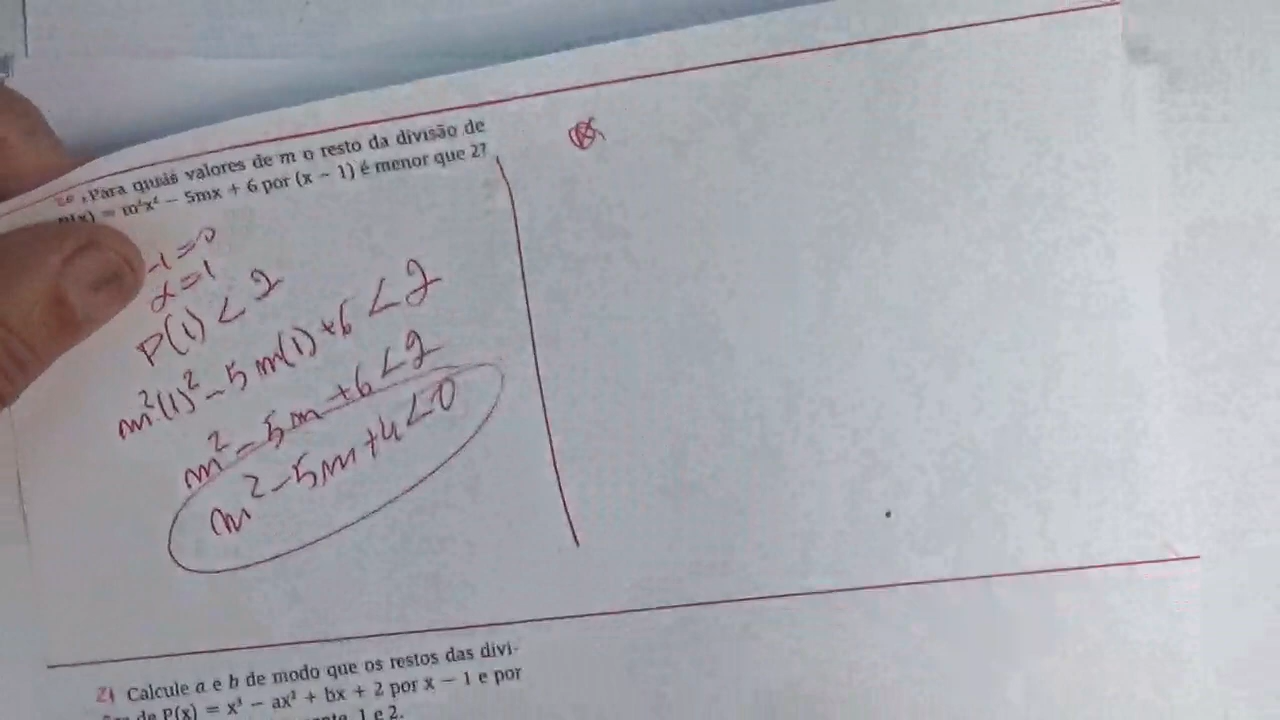 20. Para quais valores de m o resto da divisão de
P(x) = m²x² − 5mx + 6 por (x − 1) é menor que 2?
-1=0
x=1
P(1) < 2
m²(1)² - 5m(1) + 6 < 2
m² - 5m + 6 < 2
m² - 5m + 4 < 0
21 Calcule a e b de modo que os restos das divi-
de P(x) = x³ − ax² + bx + 2 por x − 1 e por
1 e 2.